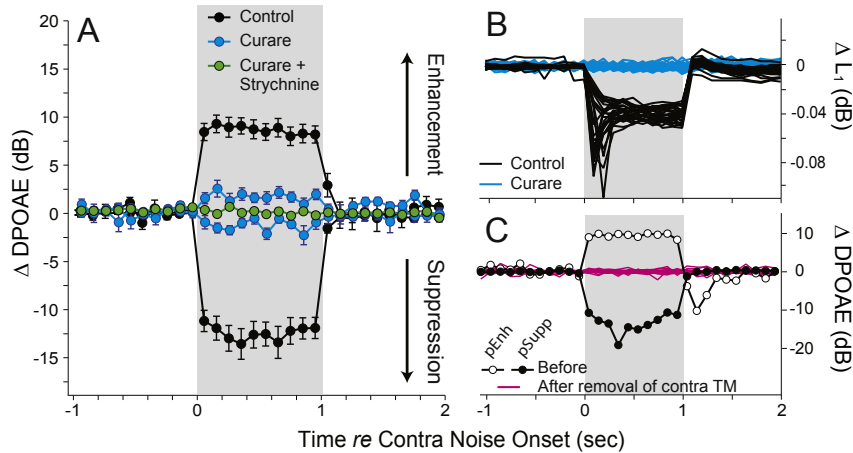 A
Control
Curare
Curare +
Strychnine
Enhancement
Suppression
Δ DPOAE (dB)
20
15
10
5
0
-5
-10
-15
-1
0
1
2
B
Control
Curare
Δ L1 (dB)
0
-0.04
-0.08
C
pEnh
pSupp
Before
After removal of contra TM
Δ DPOAE (dB)
10
0
-10
-20
-1
0
1
2
Time re Contra Noise Onset (sec)